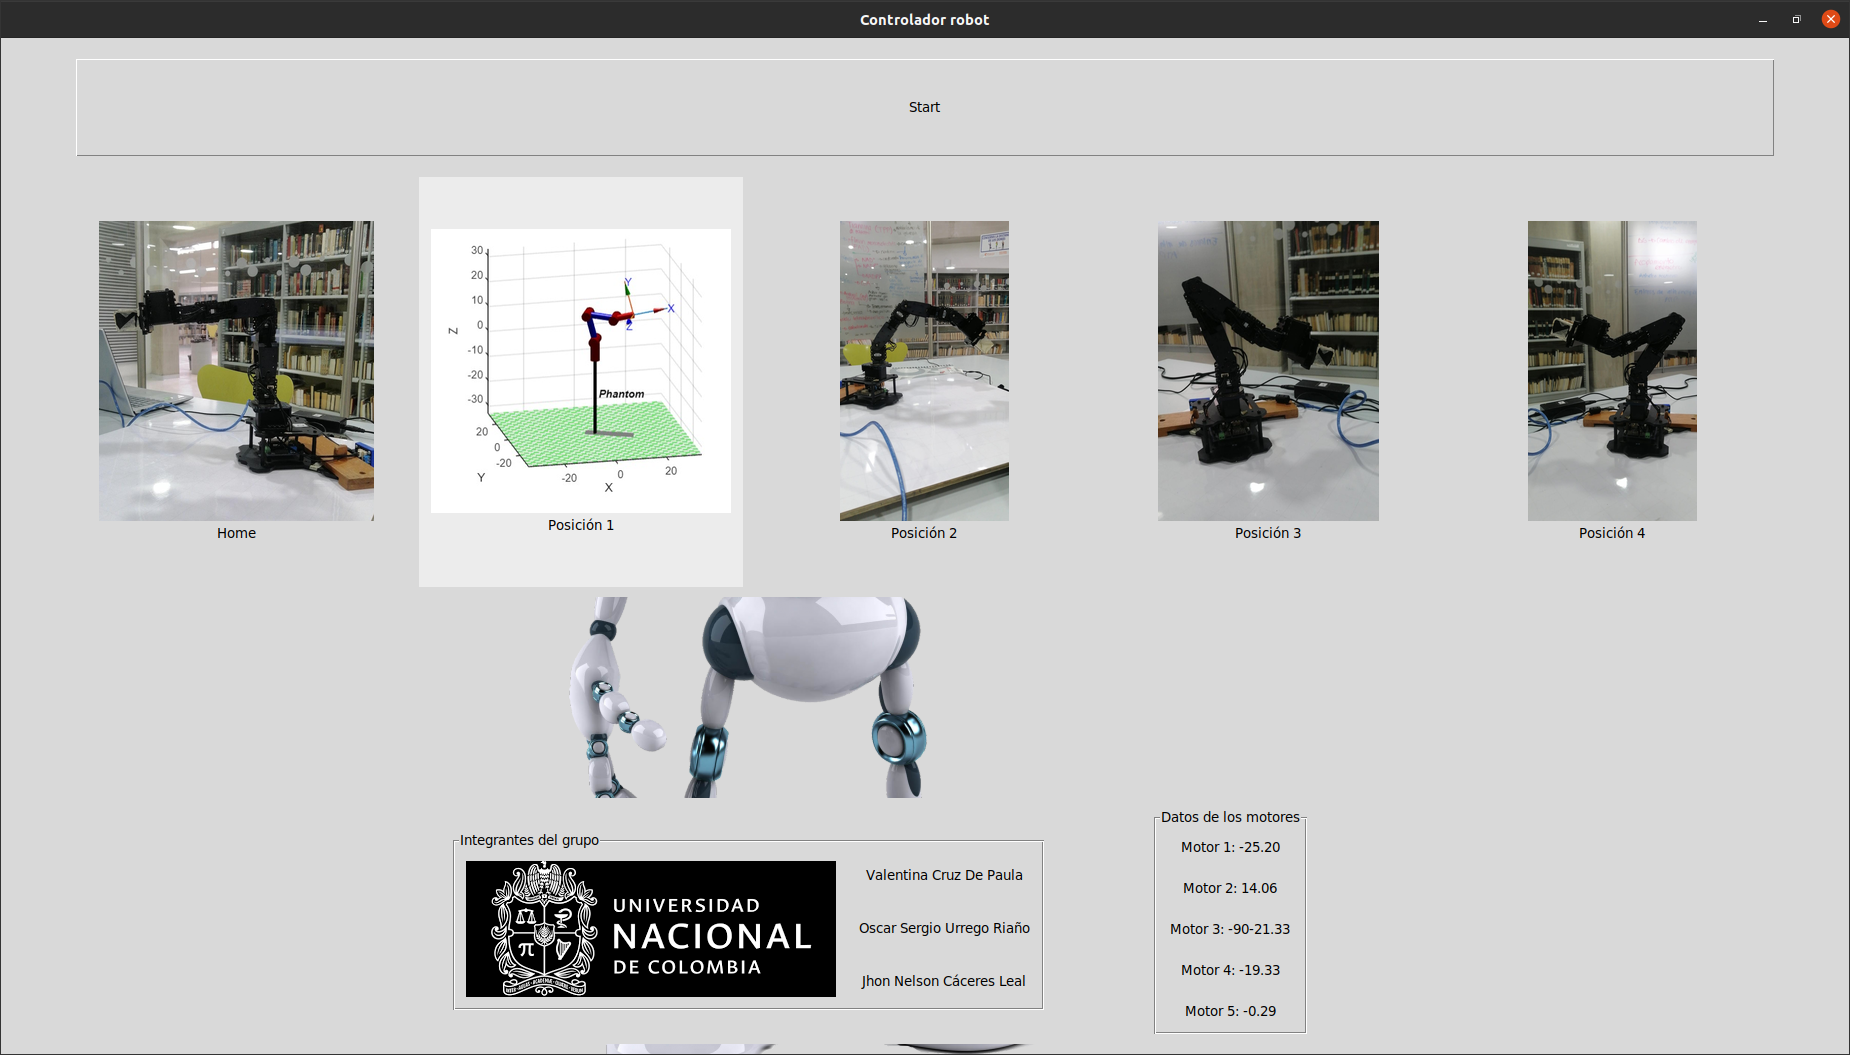 Controlador robot
Start
30
20
10
0
-10
-20
-30
Z
20
0
-20
Y
-20
0
20
X
Y
X
Z
Phantom
Home
Posición 1
Posición 2
Posición 3
Posición 4
Integrantes del grupo
UNIVERSIDAD
NACIONAL
DE COLOMBIA
π
Valentina Cruz De Paula
Oscar Sergio Urrego Riaño
Jhon Nelson Cáceres Leal
Datos de los motores
Motor 1: -25.20
Motor 2: 14.06
Motor 3: -90-21.33
Motor 4: -19.33
Motor 5: -0.29